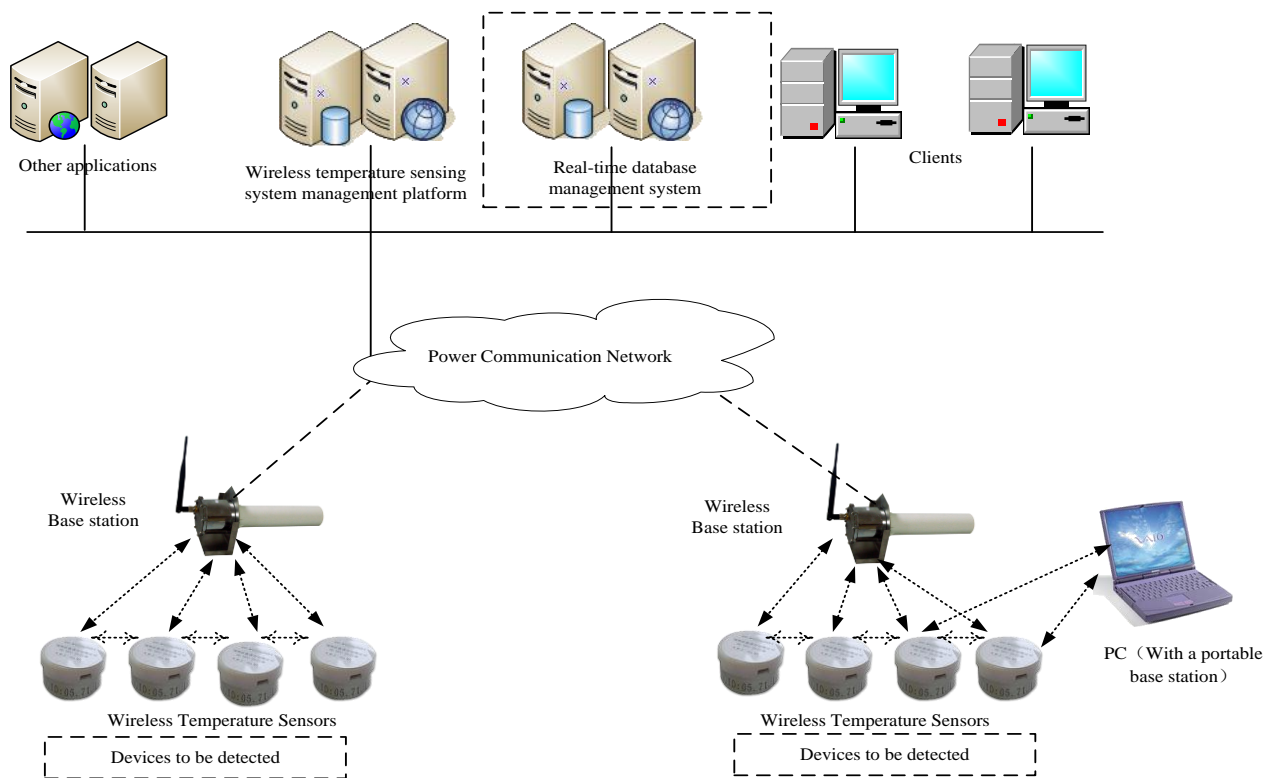 Other applications
Wireless temperature sensing
system management platform
Real-time database
management system
Clients
Power Communication Network
Wireless
Base station
Wireless
Base station
VAIO
PC（With a portable
base station）
Wireless Temperature Sensors
Devices to be detected
Wireless Temperature Sensors
Devices to be detected